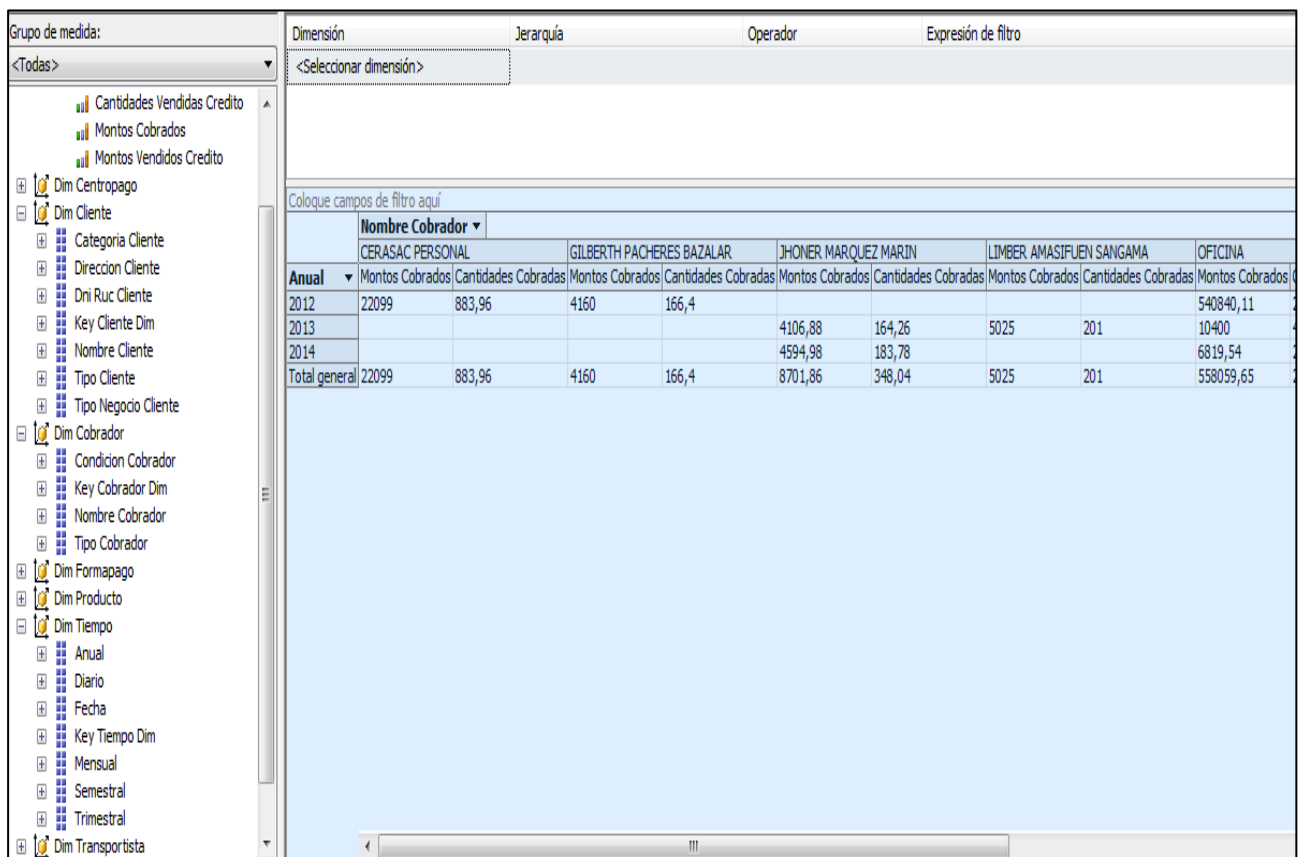 Grupo de medida:
<Todas>
Cantidades Vendidas Credito
Montos Cobrados
Montos Vendidos Credito
Dim Centropago
Dim Cliente
Categoria Cliente
Direccion Cliente
Dni Ruc Cliente
Key Cliente Dim
Nombre Cliente
Tipo Cliente
Tipo Negocio Cliente
Dim Cobrador
Condicion Cobrador
Key Cobrador Dim
Nombre Cobrador
Tipo Cobrador
Dim Formapago
Dim Producto
Dim Tiempo
Anual
Diario
Fecha
Key Tiempo Dim
Mensual
Semestral
Trimestral
Dim Transportista
Dimensión Jerarquía Operador Expresión de filtro
<Seleccionar dimensión>
Coloque campos de filtro aquí
Nombre Cobrador
CERASAC PERSONAL GILBERTH PACHERES BAZALAR JHONER MARQUEZ MARIN LIMBER AMASIFUEN SANGAMA OFICINA
Anual Montos Cobrados Cantidades Cobradas Montos Cobrados Cantidades Cobradas Montos Cobrados Cantidades Cobradas Montos Cobrados Cantidades Cobradas Montos Cobrados
2012 22099 883,96 4160 166,4 540840,11
2013 4106,88 164,26 5025 201 10400
2014 4594,98 183,78 6819,54
Total general 22099 883,96 4160 166,4 8701,86 348,04 5025 201 558059,65